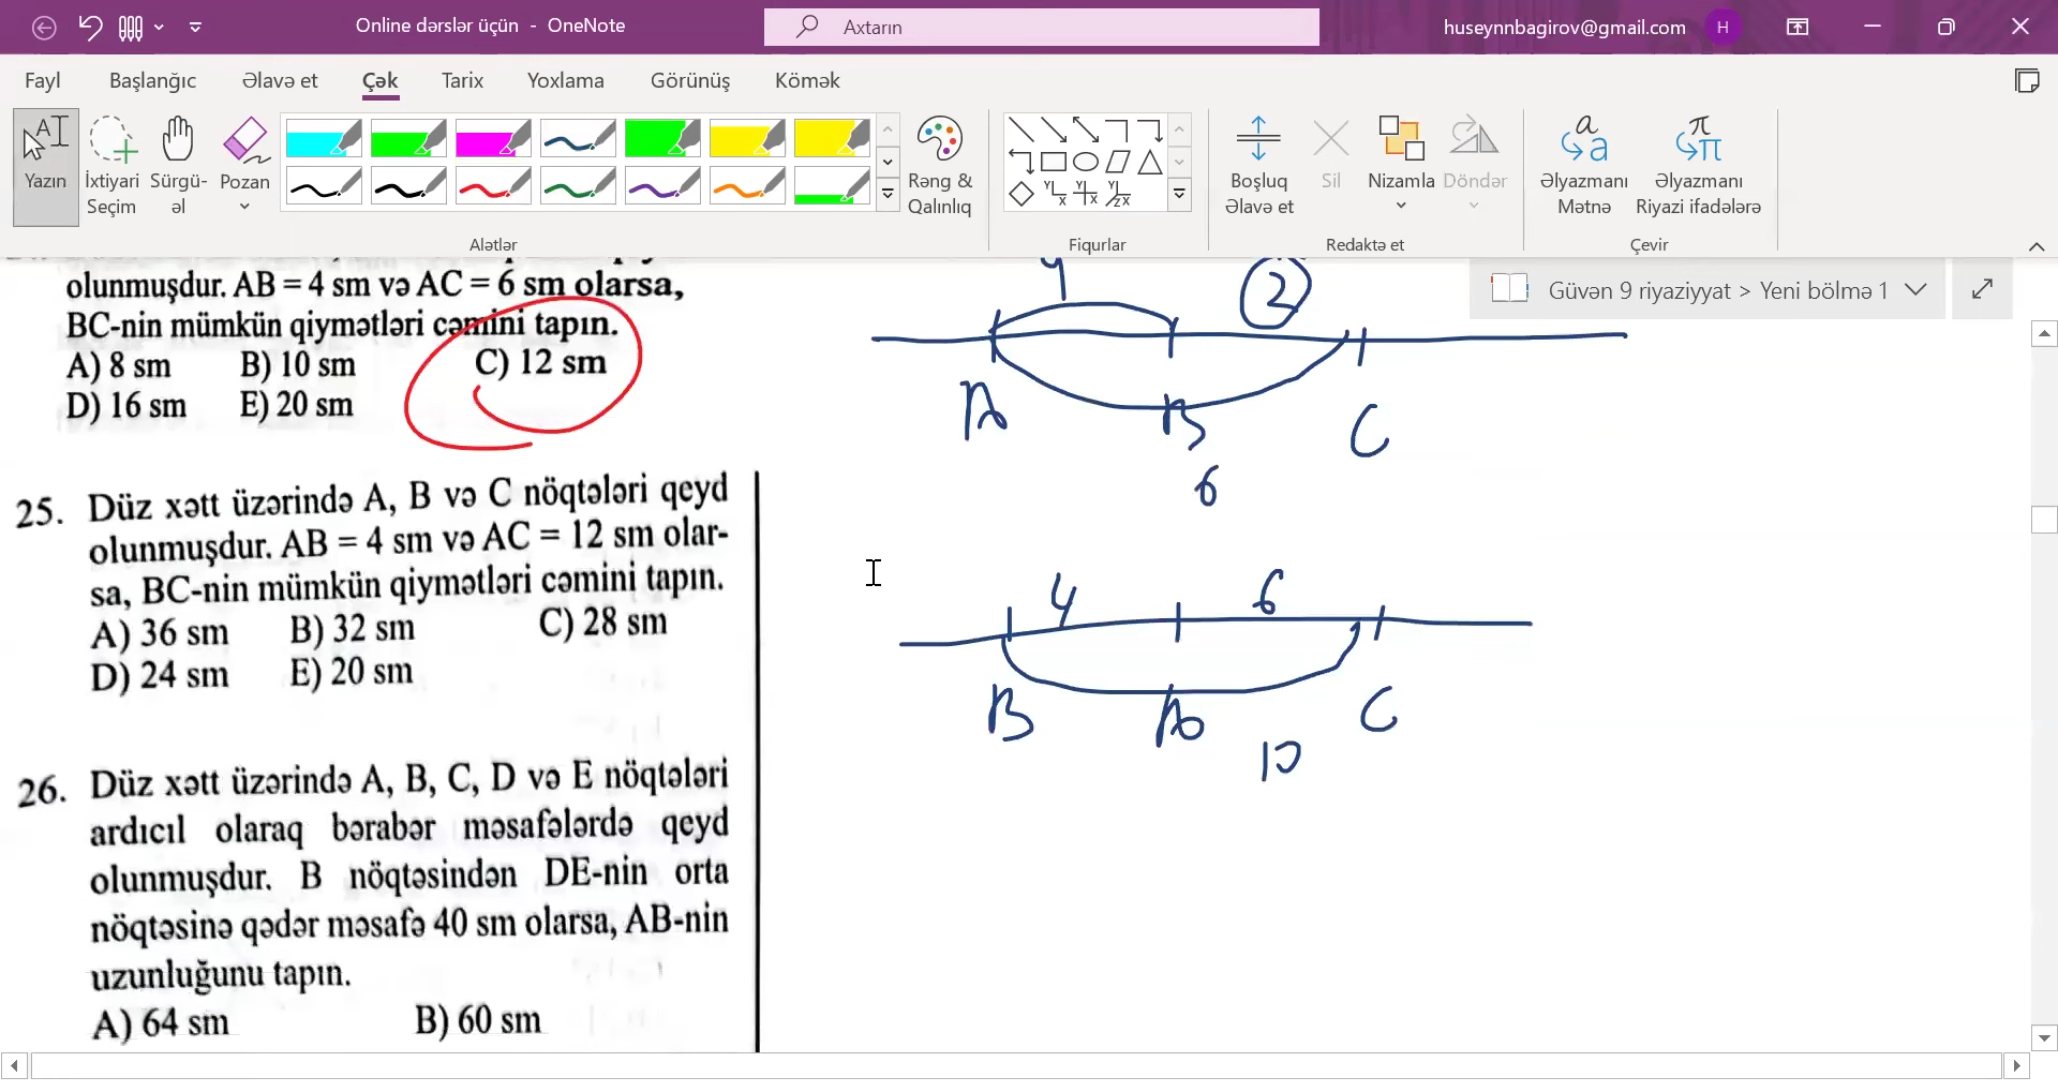 Online dərslər üçün - OneNote
Axtarın
huseynnbagirov@gmail.com
H
Fayl Başlanğıc Əlavə et Çək Tarix Yoxlama Görünüş Kömək
Yazın
İxtiyari Seçim
Sürgü-əl
Pozan
Rəng & Qalınlıq
Boşluq Əlavə et
Sil
Nizamla
Döndər
Əlyazmanı Mətnə
Əlyazmanı Riyazi ifadələrə
Alətlər
Fiqurlar
Redaktə et
Çevir
Güvən 9 riyaziyyat > Yeni bölmə 1
olunmuşdur. AB = 4 sm və AC = 6 sm olarsa,
BC-nin mümkün qiymətləri cəmini tapın.
A) 8 sm B) 10 sm C) 12 sm
D) 16 sm E) 20 sm
4 2
A B C
6
25. Düz xətt üzərində A, B və C nöqtələri qeyd
olunmuşdur. AB = 4 sm və AC = 12 sm olar-
sa, BC-nin mümkün qiymətləri cəmini tapın.
A) 36 sm B) 32 sm C) 28 sm
D) 24 sm E) 20 sm
4 6
B A C
10
26. Düz xətt üzərində A, B, C, D və E nöqtələri
ardıcıl olaraq bərabər məsafələrdə qeyd
olunmuşdur. B nöqtəsindən DE-nin orta
nöqtəsinə qədər məsafə 40 sm olarsa, AB-nin
uzunluğunu tapın.
A) 64 sm B) 60 sm